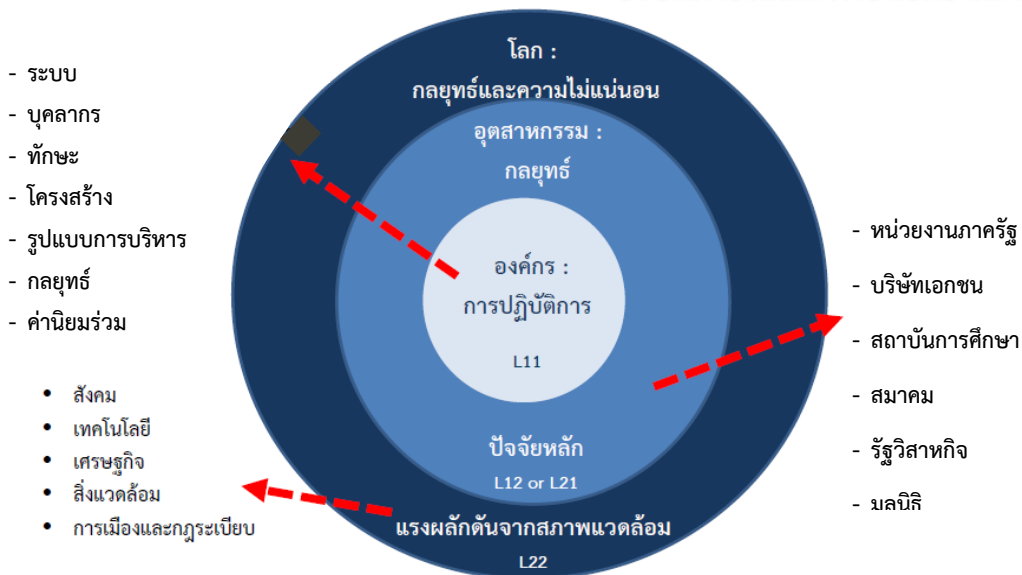 โลก :
กลยุทธ์และความไม่แน่นอน
อุตสาหกรรม :
กลยุทธ์
องค์กร :
การปฏิบัติการ
L11
ปัจจัยหลัก
L12 or L21
แรงผลักดันจากสภาพแวดล้อม
L22
- ระบบ
- บุคลากร
- ทักษะ
- โครงสร้าง
- รูปแบบการบริหาร
- กลยุทธ์
- ค่านิยมร่วม
• สังคม
• เทคโนโลยี
• เศรษฐกิจ
• สิ่งแวดล้อม
• การเมืองและกฎระเบียบ
- หน่วยงานภาครัฐ
- บริษัทเอกชน
- สถาบันการศึกษา
- สมาคม
- รัฐวิสาหกิจ
- มูลนิธิ